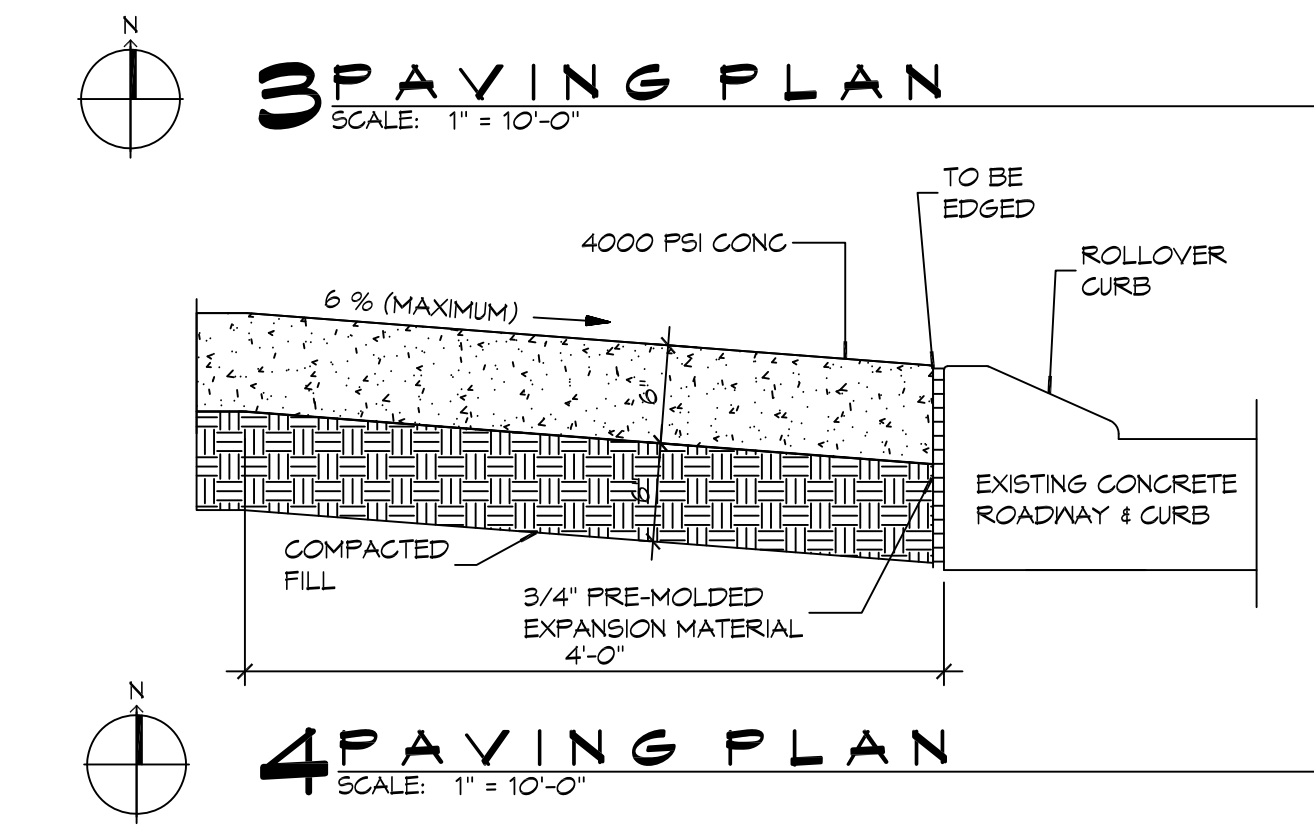 N
3 PAVING PLAN
SCALE: 1" = 10'-0"
TO BE
EDGED
4000 PSI CONC
ROLLOVER
CURB
6 % (MAXIMUM)
6"
6"
EXISTING CONCRETE
ROADWAY & CURB
COMPACTED
FILL
3/4" PRE-MOLDED
EXPANSION MATERIAL
4'-0"
N
4 PAVING PLAN
SCALE: 1" = 10'-0"